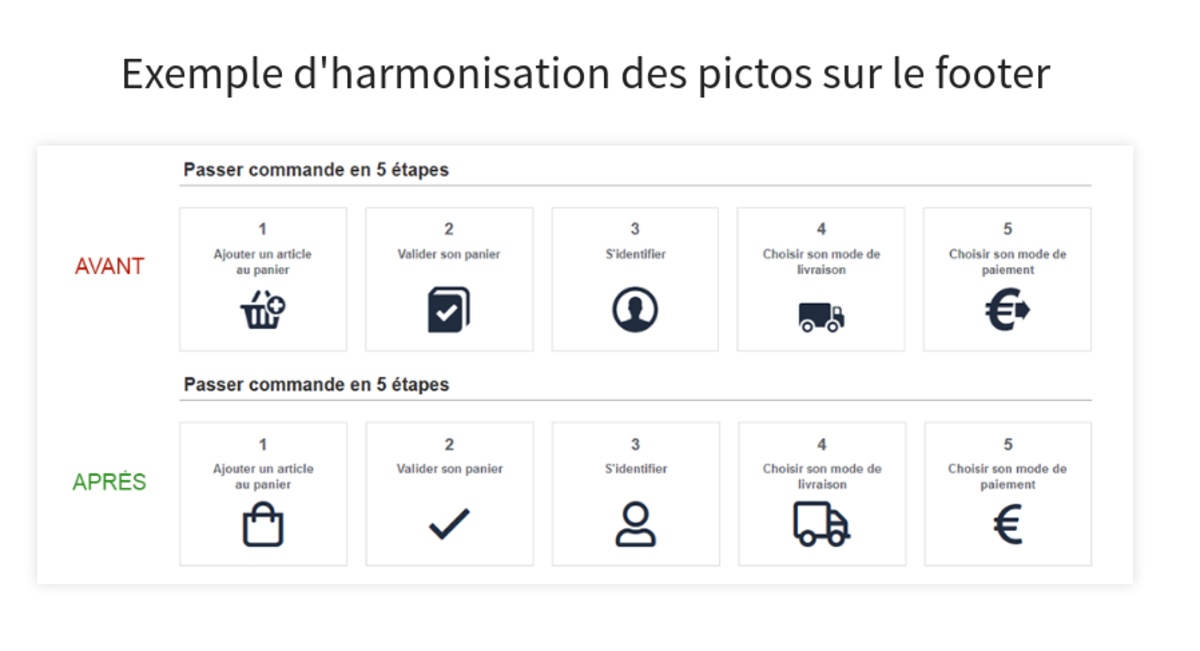 Exemple d'harmonisation des pictos sur le footer
Passer commande en 5 étapes
AVANT
1
Ajouter un article
au panier
2
Valider son panier
3
S'identifier
4
Choisir son mode de
livraison
5
Choisir son mode de
paiement
€
Passer commande en 5 étapes
APRÈS
1
Ajouter un article
au panier
2
Valider son panier
3
S'identifier
4
Choisir son mode de
livraison
5
Choisir son mode de
paiement
€